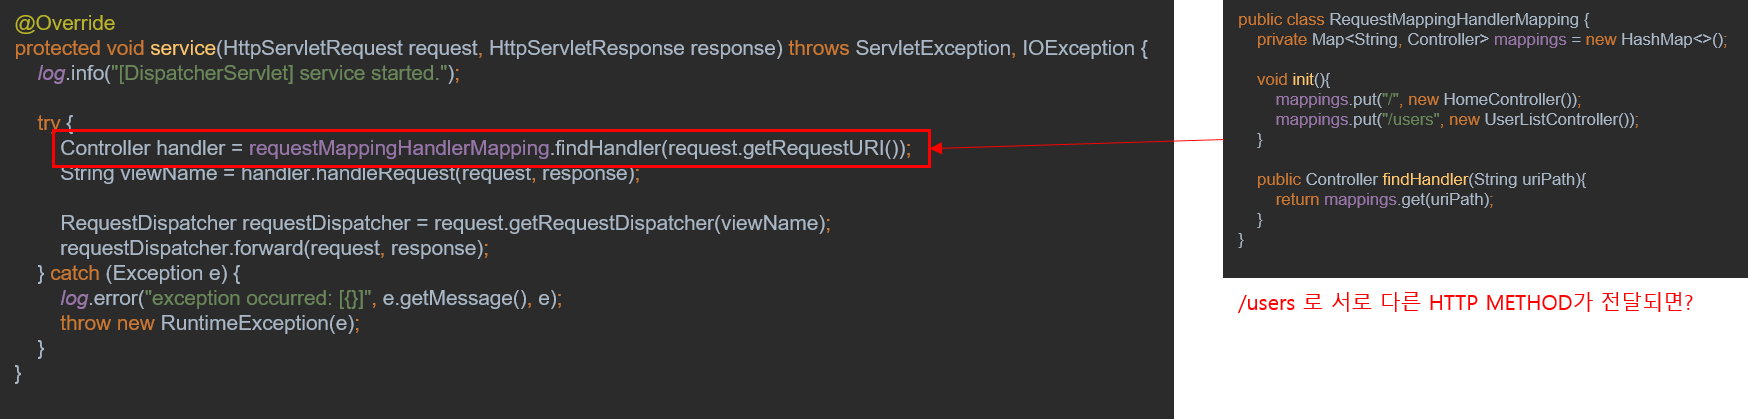 @Override
protected void service(HttpServletRequest request, HttpServletResponse response) throws ServletException, IOException {
log.info("[DispatcherServlet] service started.");
try {
Controller handler = requestMappingHandlerMapping.findHandler(request.getRequestURI());
String viewName = handler.handleRequest(request, response);
RequestDispatcher requestDispatcher = request.getRequestDispatcher(viewName);
requestDispatcher.forward(request, response);
} catch (Exception e) {
log.error("exception occurred: [{}]", e.getMessage(), e);
throw new RuntimeException(e);
}
}
public class RequestMappingHandlerMapping {
private Map<String, Controller> mappings = new HashMap<>();
void init(){
mappings.put("/", new HomeController());
mappings.put("/users", new UserListController());
}
public Controller findHandler(String uriPath){
return mappings.get(uriPath);
}
}
/users 로 서로 다른 HTTP METHOD가 전달되면?